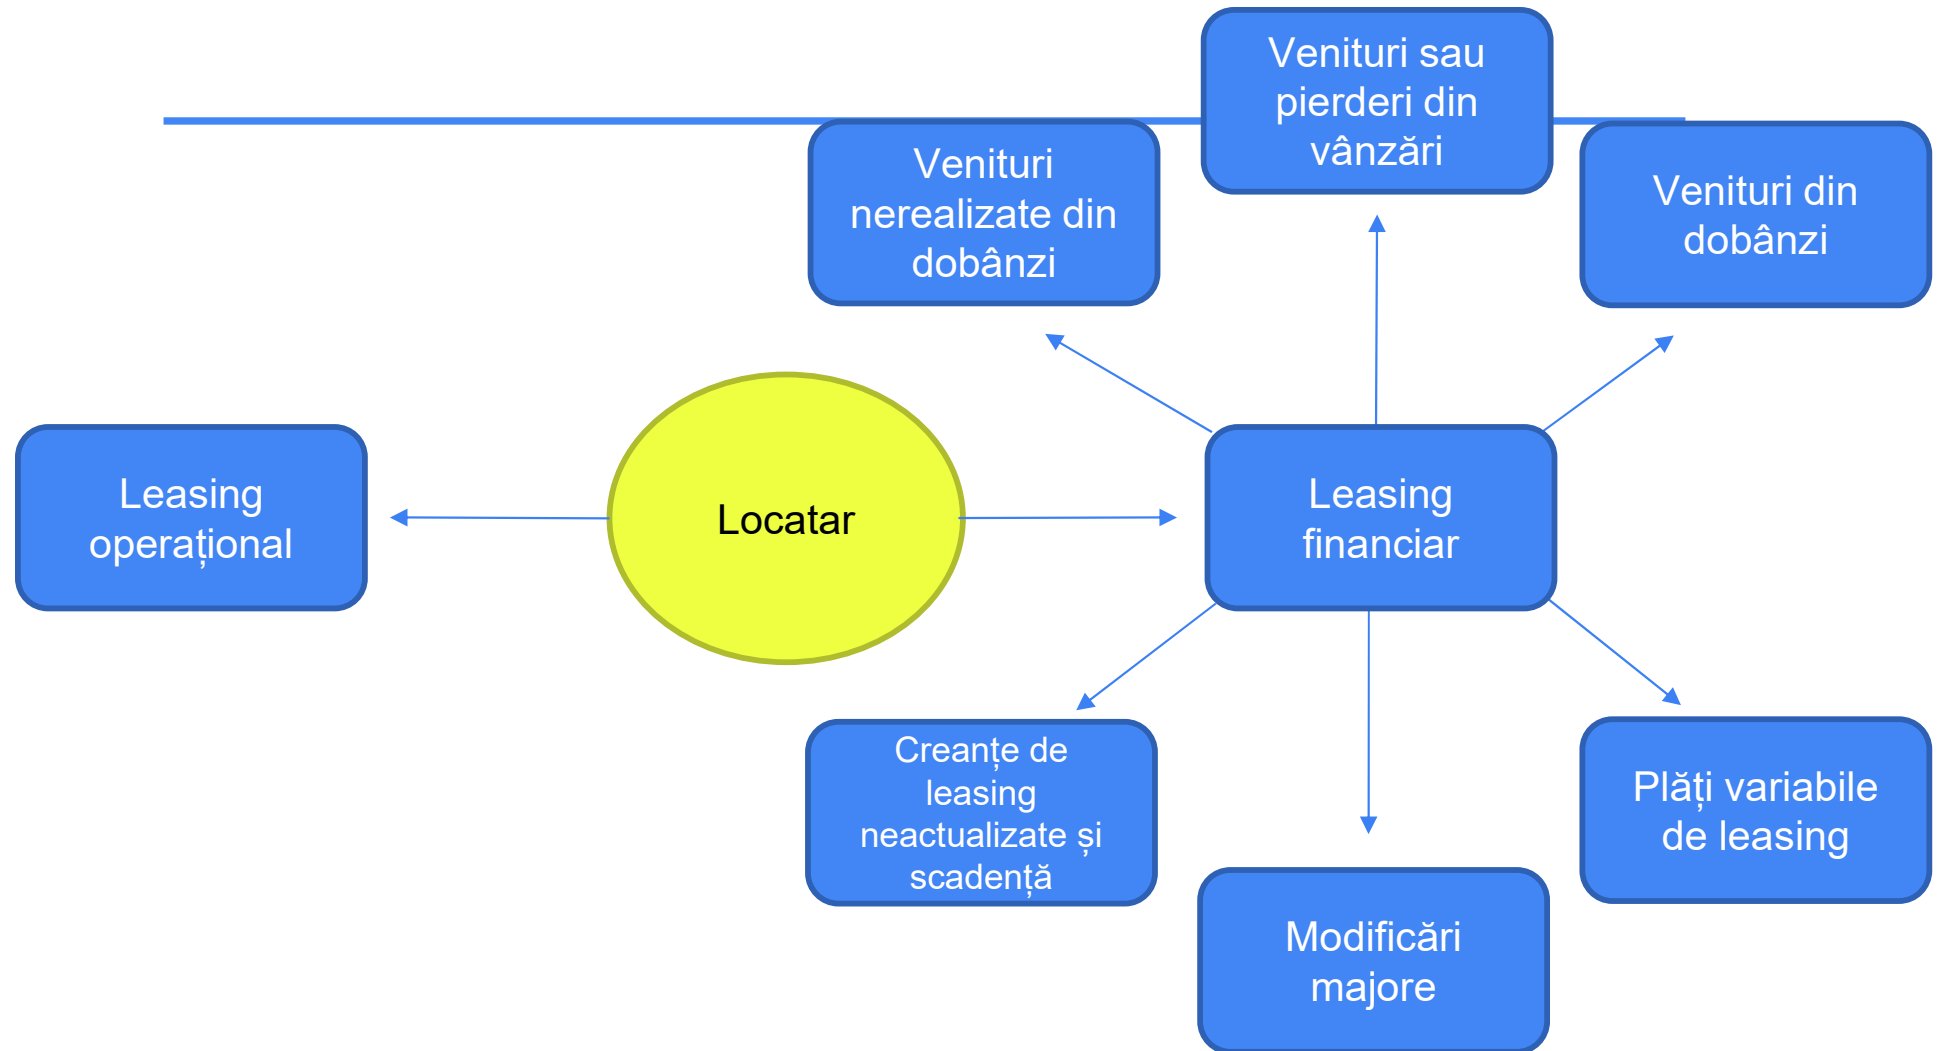 Venituri sau
pierderi din
vânzări
Venituri
nerealizate din
dobânzi
Venituri din
dobânzi
Leasing
operațional
Locatar
Leasing
financiar
Creanțe de
leasing
neactualizate și
scadență
Plăți variabile
de leasing
Modificări
majore